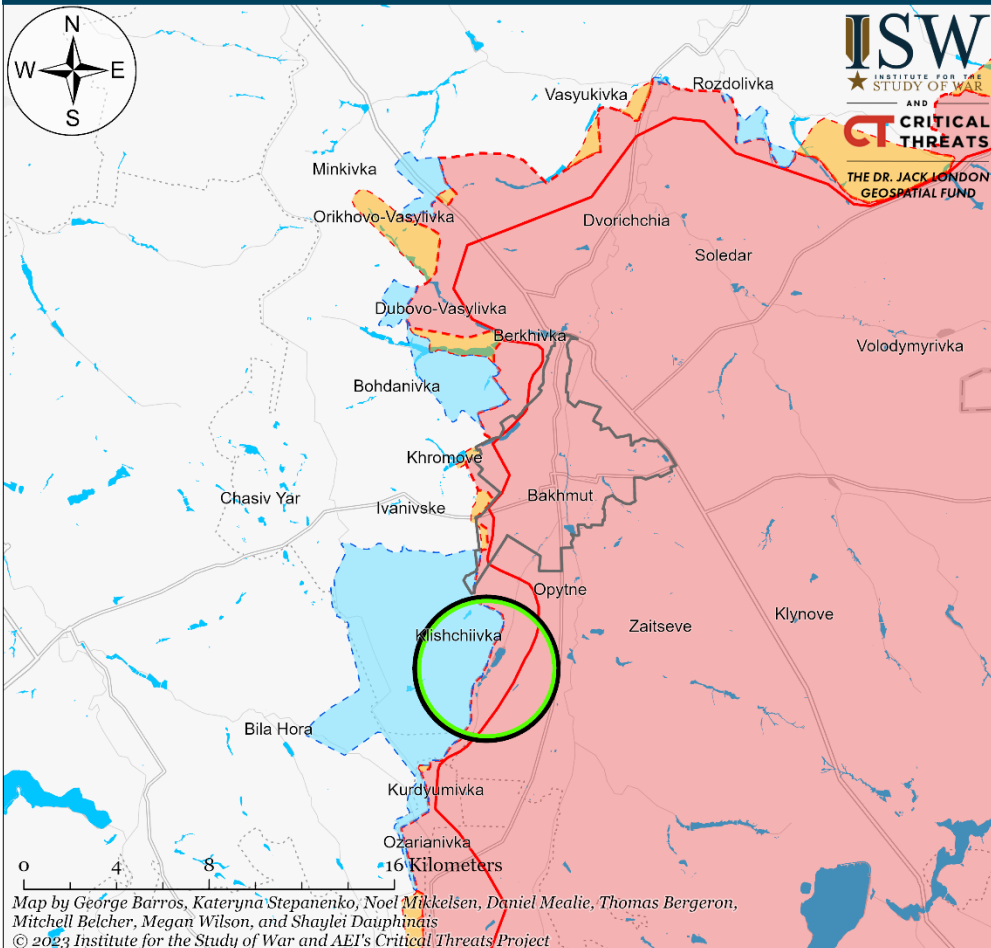 N
W
E
S
ISW
INSTITUTE FOR THE
STUDY OF WAR
AND
CT CRITICAL
THREATS
THE DR. JACK LONDON
GEOSPATIAL FUND
Vasyukivka
Rozdolivka
Minkivka
Orikhovo-Vasylivka
Dvorichchia
Soledar
Dubovo-Vasylivka
Berkhivka
Volodymyrivka
Bohdanivka
Khromove
Chasiv Yar
Ivanivske
Bakhmut
Opytne
Klishchiivka
Zaitseve
Klynove
Bila Hora
Kurdyumivka
Ozarianivka
0 4 8 16 Kilometers
Map by George Barros, Kateryna Stepanenko, Noel Mikkelsen, Daniel Mealie, Thomas Bergeron,
Mitchell Belcher, Megan Wilson, and Shaylei Dauphinais
© 2023 Institute for the Study of War and AEI's Critical Threats Project